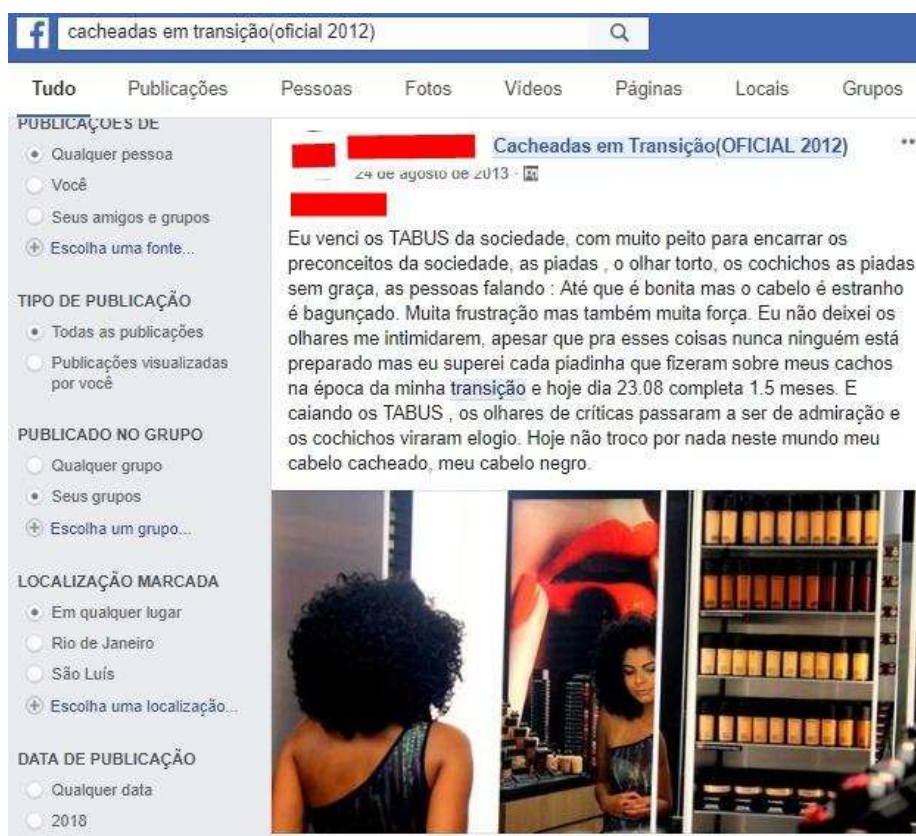 f cacheadas em transição(oficial 2012)
Tudo Publicações Pessoas Fotos Vídeos Páginas Locais Grupos
PUBLICAÇÕES DE
Qualquer pessoa
Você
Seus amigos e grupos
Escolha uma fonte...
TIPO DE PUBLICAÇÃO
Todas as publicações
Publicações visualizadas
por você
PUBLICADO NO GRUPO
Qualquer grupo
Seus grupos
Escolha um grupo...
LOCALIZAÇÃO MARCADA
Em qualquer lugar
Rio de Janeiro
São Luís
Escolha uma localização...
DATA DE PUBLICAÇÃO
Qualquer data
2018
Cacheadas em Transição(OFICIAL 2012)
24 de agosto de 2013
Eu venci os TABUS da sociedade, com muito peito para encarrar os
preconceitos da sociedade, as piadas , o olhar torto, os cochichos as piadas
sem graça, as pessoas falando : Até que é bonita mas o cabelo é estranho
é bagunçado. Muita frustração mas também muita força. Eu não deixei os
olhares me intimidarem, apesar que pra esses coisas nunca ninguém está
preparado mas eu superei cada piadinha que fizeram sobre meus cachos
na época da minha transição e hoje dia 23.08 completa 1.5 meses. E
caiando os TABUS , os olhares de críticas passaram a ser de admiração e
os cochichos viraram elogio. Hoje não troco por nada neste mundo meu
cabelo cacheado, meu cabelo negro.